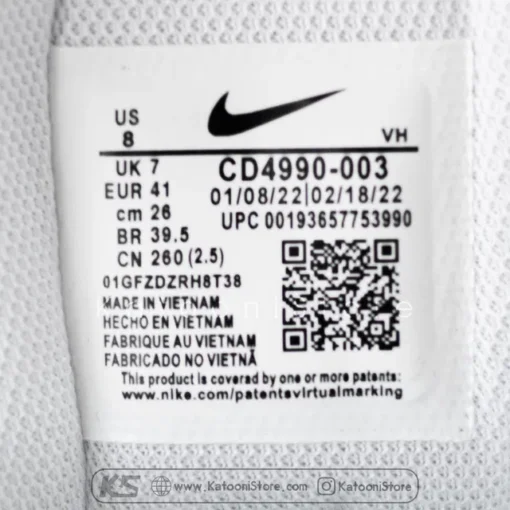 US
8
VH
UK 7
CD4990-003
EUR 41
01/08/22|02/18/22
cm 26
UPC 00193657753990
BR 39.5
CN 260 (2.5)
01GFZDZRH8T38
MADE IN VIETNAM
HECHO EN VIETNAM
FABRIQUE AU VIETNAM
FABRICADO NO VIETNÃ
This product is covered by one or more patents:
www.nike.com/patentsvirtualmarking
KS www.KatooniStore.com KatooniStore.com